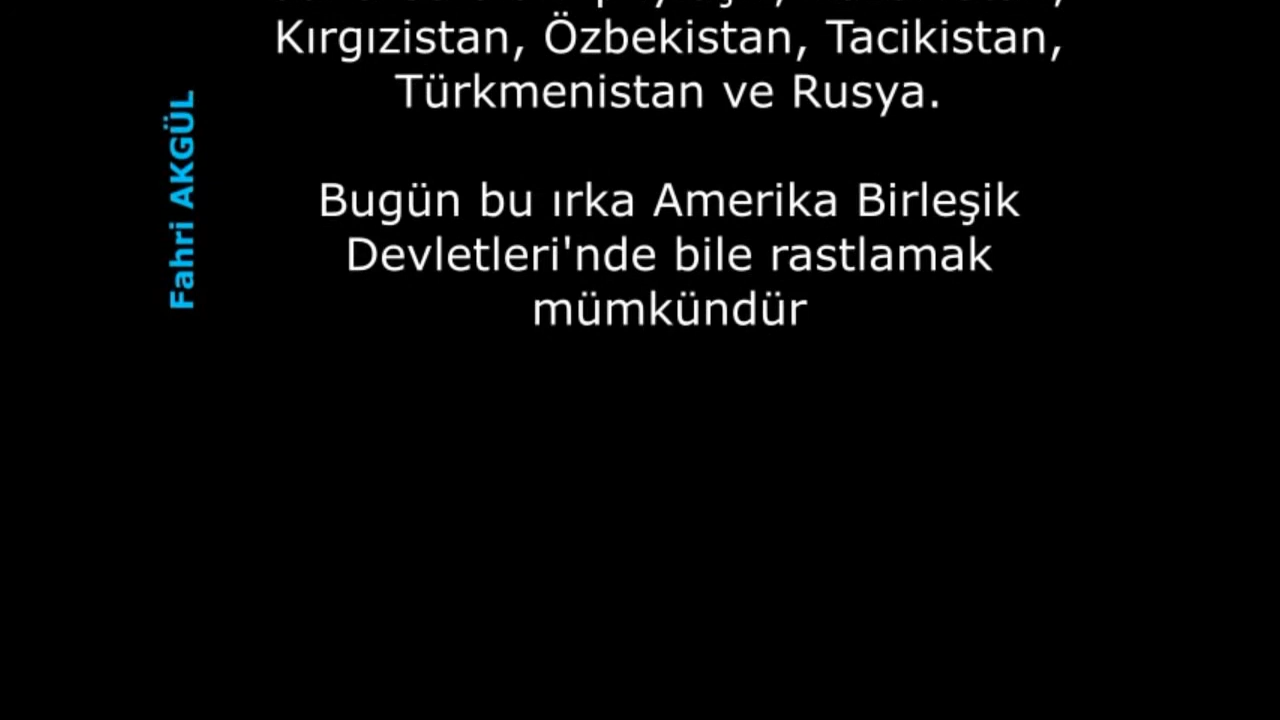 Kırgızistan, Özbekistan, Tacikistan,
Türkmenistan ve Rusya.
Bugün bu ırka Amerika Birleşik
Devletleri'nde bile rastlamak
mümkündür
Fahri AKGÜL